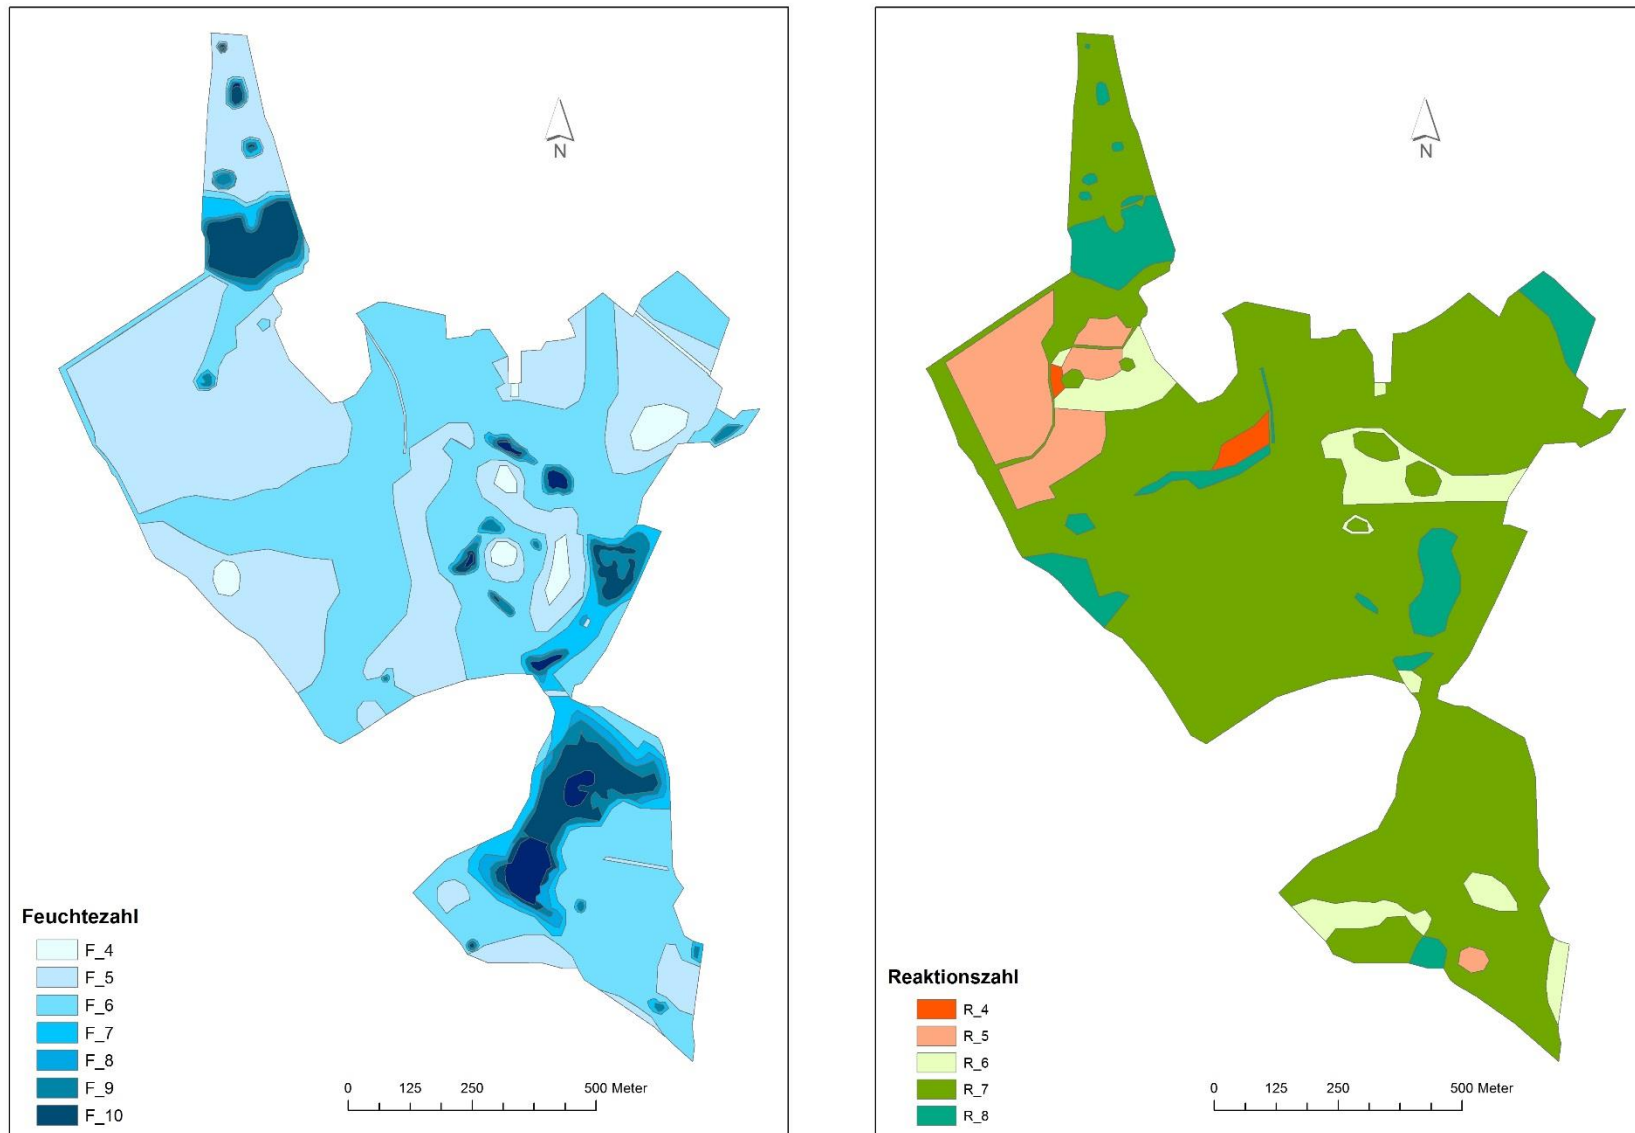 N
Feuchtezahl
F_4
F_5
F_6
F_7
F_8
F_9
F_10
0 125 250 500 Meter
N
Reaktionszahl
R_4
R_5
R_6
R_7
R_8
0 125 250 500 Meter